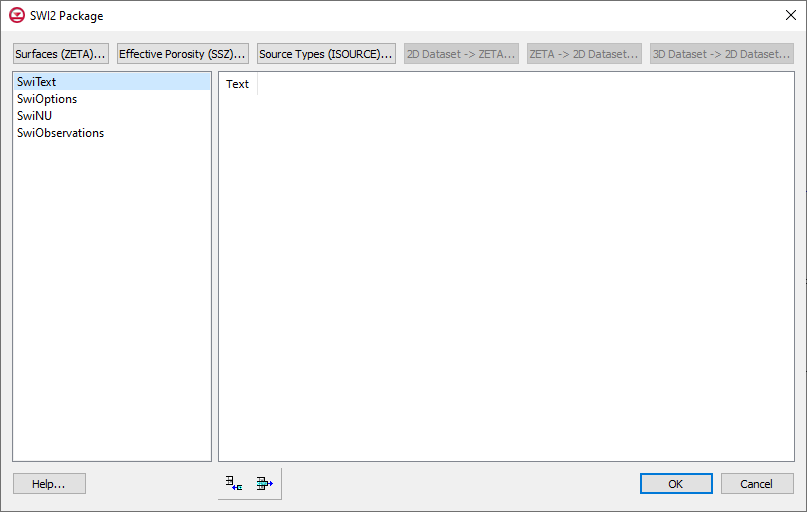 SWI2 Package
Surfaces (ZETA)... Effective Porosity (SSZ)... Source Types (ISOURCE)... 2D Dataset -> ZETA... ZETA -> 2D Dataset... 3D Dataset -> 2D Dataset...
SwiText
SwiOptions
SwiNU
SwiObservations
Text
Help... OK Cancel